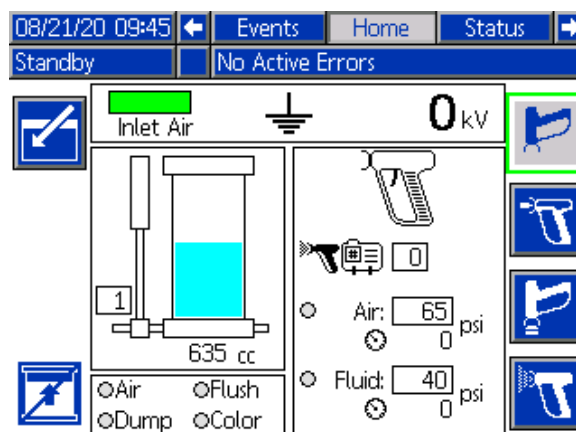 08/21/20 09:45 Events Home Status
Standby No Active Errors
Inlet Air 0 kV
# 0
1
Air: 65 psi
0
635 cc
Fluid: 40 psi
0
Air Flush
Dump Color